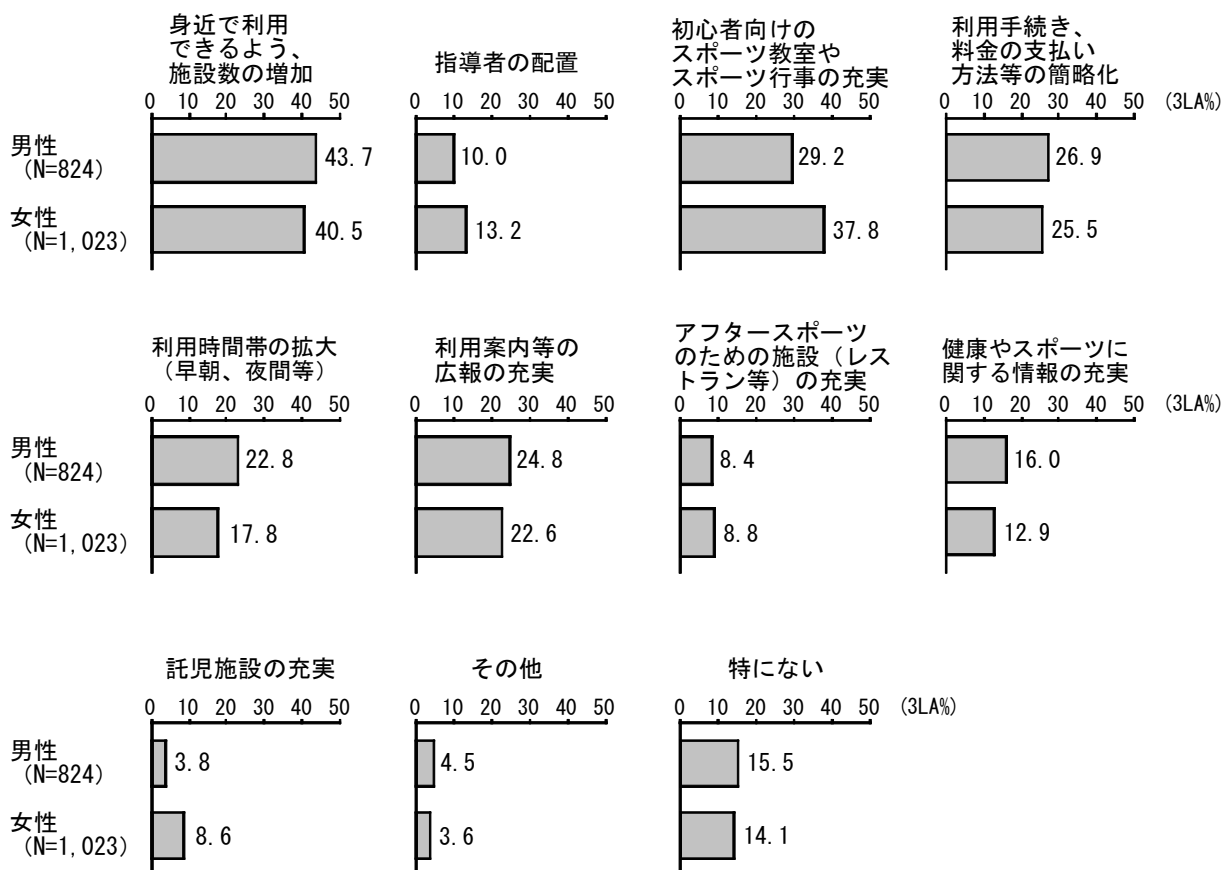 身近で利用
できるよう、
施設数の増加
指導者の配置
初心者向けの
スポーツ教室や
スポーツ行事の充実
利用手続き、
料金の支払い
方法等の簡略化
0 10 20 30 40 50
0 10 20 30 40 50
0 10 20 30 40 50
0 10 20 30 40 50 (3LA%)
男性
(N=824)
43.7
10.0
29.2
26.9
女性
(N=1,023)
40.5
13.2
37.8
25.5
利用時間帯の拡大
(早朝、夜間等)
利用案内等の
広報の充実
アフタースポーツ
のための施設(レス
トラン等)の充実
健康やスポーツに
関する情報の充実
0 10 20 30 40 50
0 10 20 30 40 50
0 10 20 30 40 50
0 10 20 30 40 50 (3LA%)
男性
(N=824)
22.8
24.8
8.4
16.0
女性
(N=1,023)
17.8
22.6
8.8
12.9
託児施設の充実
その他
特にない
0 10 20 30 40 50
0 10 20 30 40 50
0 10 20 30 40 50 (3LA%)
男性
(N=824)
3.8
4.5
15.5
女性
(N=1,023)
8.6
3.6
14.1